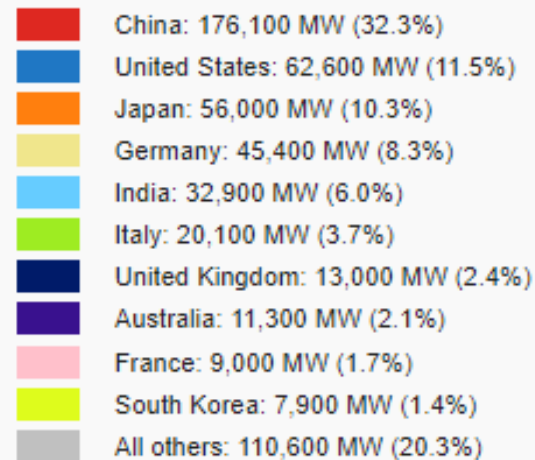 China: 176,100 MW (32.3%)
United States: 62,600 MW (11.5%)
Japan: 56,000 MW (10.3%)
Germany: 45,400 MW (8.3%)
India: 32,900 MW (6.0%)
Italy: 20,100 MW (3.7%)
United Kingdom: 13,000 MW (2.4%)
Australia: 11,300 MW (2.1%)
France: 9,000 MW (1.7%)
South Korea: 7,900 MW (1.4%)
All others: 110,600 MW (20.3%)